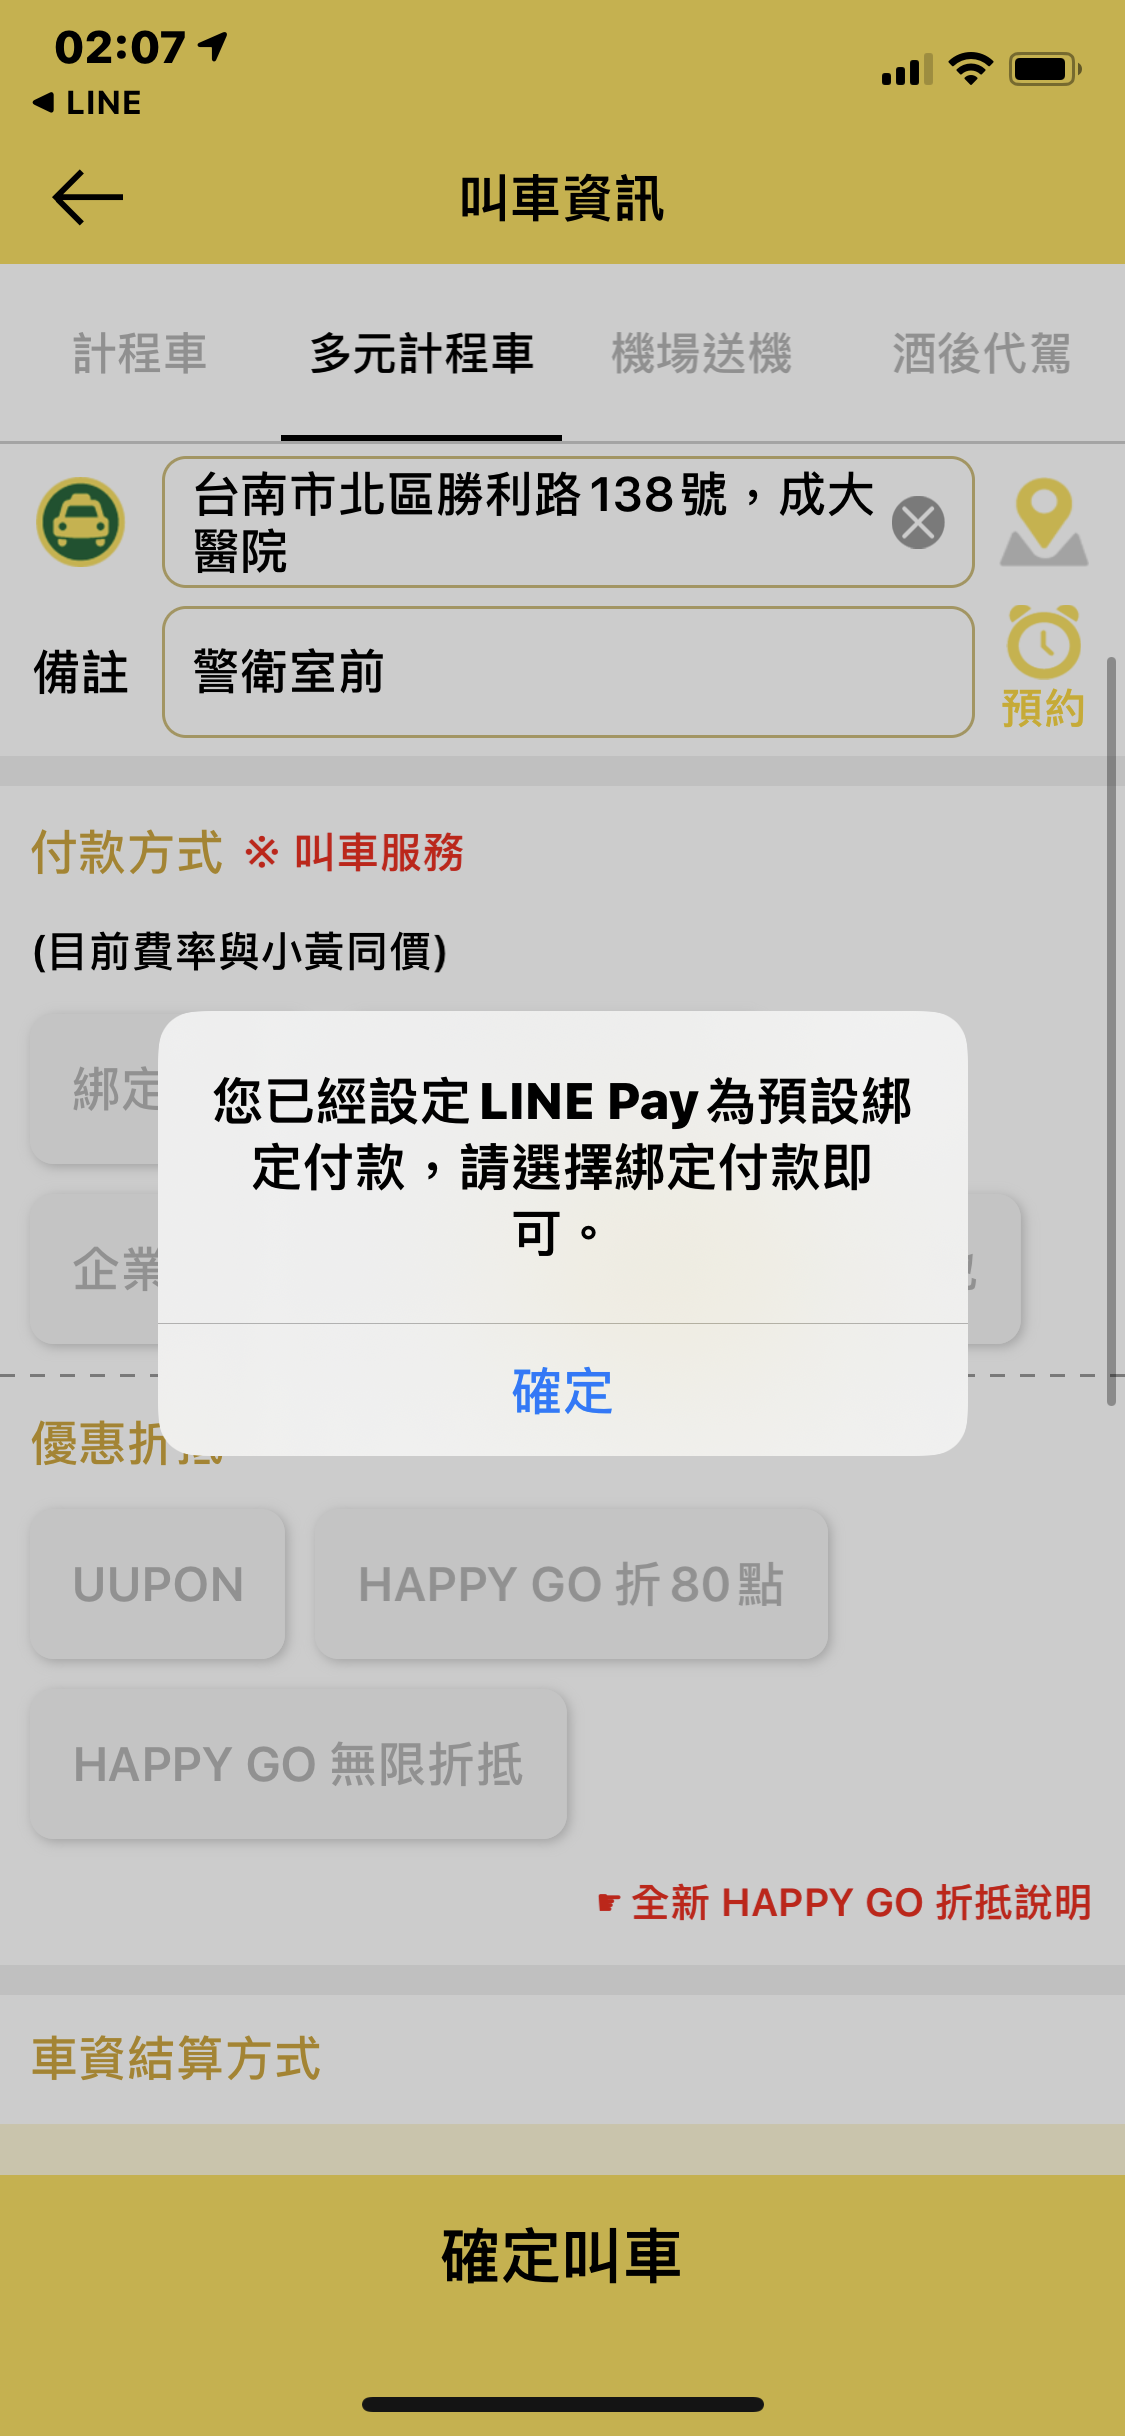 02:07
LINE
叫車資訊
計程車 多元計程車 機場送機 酒後代駕
台南市北區勝利路138號，成大
醫院
備註 警衛室前
預約
付款方式 ※ 叫車服務
(目前費率與小黃同價)
綁定
企業
您已經設定LINE Pay為預設綁
定付款，請選擇綁定付款即
可。
確定
優惠折抵
UUPON HAPPY GO 折80點
HAPPY GO 無限折抵
☛ 全新 HAPPY GO 折抵說明
車資結算方式
確定叫車